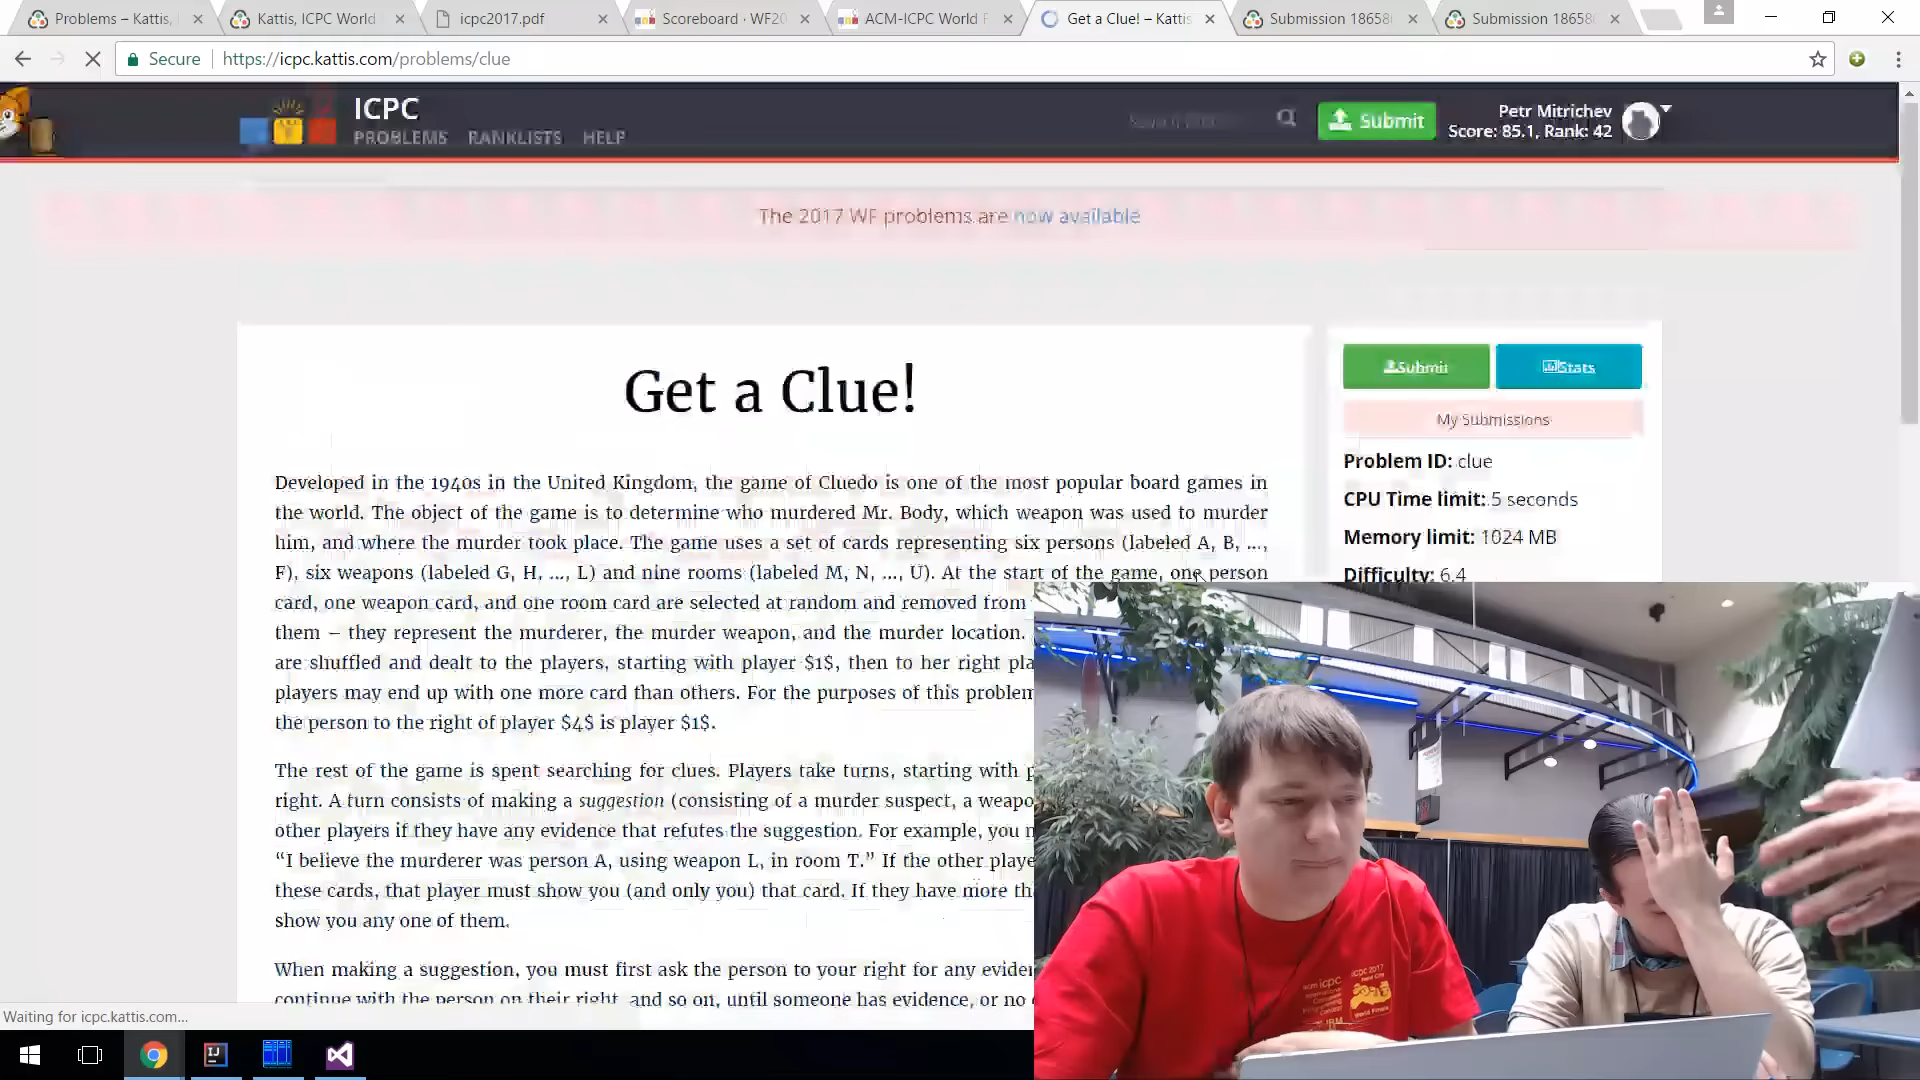 Problems – Kattis,
Kattis, ICPC World
icpc2017.pdf
Scoreboard · WF20
ACM-ICPC World F
Get a Clue! – Kattis
Submission 18658
Submission 18658
Secure
https://icpc.kattis.com/problems/clue
ICPC
PROBLEMS
RANKLISTS
HELP
Submit
Petr Mitrichev
Score: 85.1, Rank: 42
The 2017 WF problems are now available
Get a Clue!
Submit
Stats
My Submissions
Problem ID: clue
CPU Time limit: 5 seconds
Memory limit: 1024 MB
Difficulty: 6.4
Developed in the 1940s in the United Kingdom, the game of Cluedo is one of the most popular board games in
the world. The object of the game is to determine who murdered Mr. Body, which weapon was used to murder
him, and where the murder took place. The game uses a set of cards representing six persons (labeled A, B, ...,
F), six weapons (labeled G, H, ..., L) and nine rooms (labeled M, N, ..., U). At the start of the game, one person
card, one weapon card, and one room card are selected at random and removed from
them – they represent the murderer, the murder weapon, and the murder location.
are shuffled and dealt to the players, starting with player $1$, then to her right pla
players may end up with one more card than others. For the purposes of this problem
the person to the right of player $4$ is player $1$.
The rest of the game is spent searching for clues. Players take turns, starting with p
right. A turn consists of making a suggestion (consisting of a murder suspect, a weapo
other players if they have any evidence that refutes the suggestion. For example, you m
“I believe the murderer was person A, using weapon L, in room T.” If the other playe
these cards, that player must show you (and only you) that card. If they have more th
show you any one of them.
When making a suggestion, you must first ask the person to your right for any evide
continue with the person on their right, and so on, until someone has evidence, or no
Waiting for icpc.kattis.com...
acm icpc
ICPC 2017
World Finals
IBM